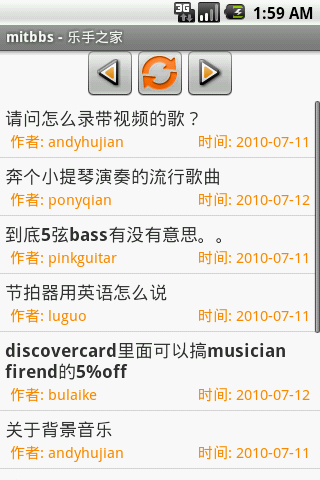 3G 1:59 AM
mitbbs - 乐手之家
请问怎么录带视频的歌？
作者: andyhujian 时间: 2010-07-11
奔个小提琴演奏的流行歌曲
作者: ponyqian 时间: 2010-07-12
到底5弦bass有没有意思。。
作者: pinkguitar 时间: 2010-07-11
节拍器用英语怎么说
作者: luguo 时间: 2010-07-11
discovercard里面可以搞musician
firend的5%off
作者: bulaike 时间: 2010-07-12
关于背景音乐
作者: andyhujian 时间: 2010-07-11